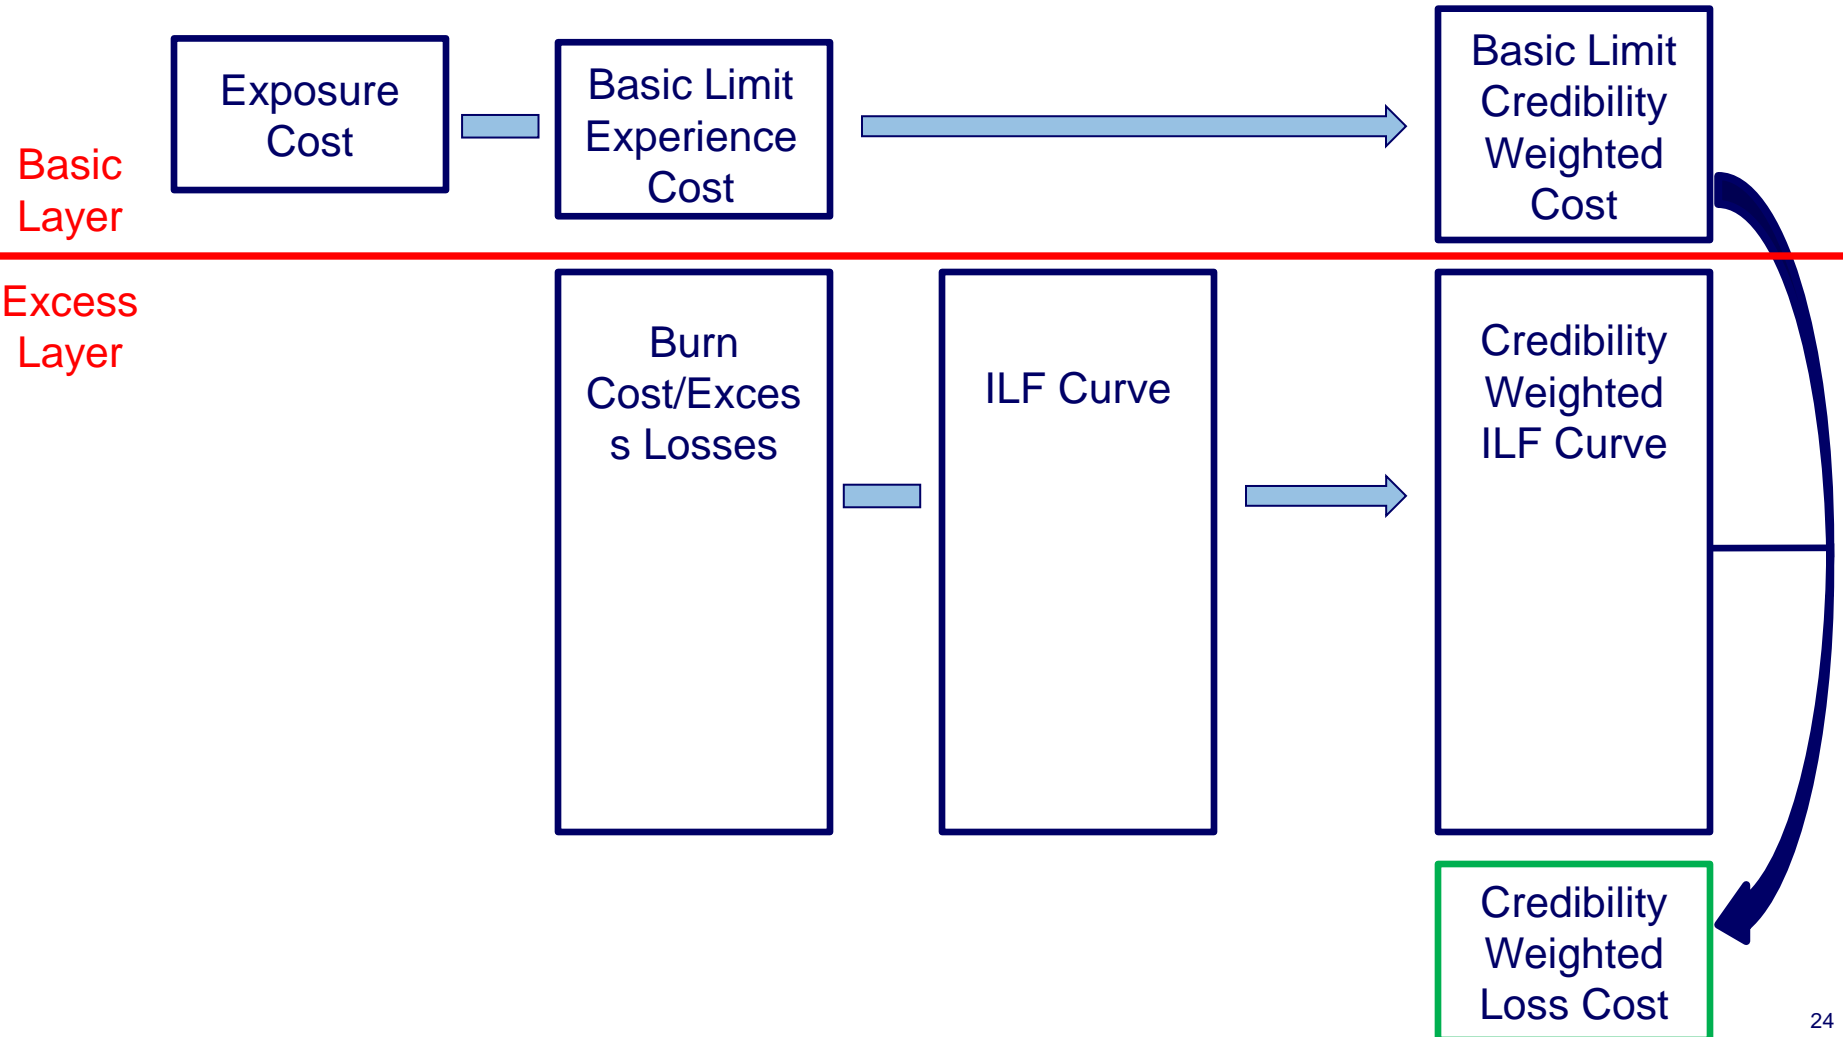 Exposure
Cost
Basic Limit
Experience
Cost
Basic Limit
Credibility
Weighted
Cost
Basic
Layer
Excess
Layer
Burn
Cost/Exces
s Losses
ILF Curve
Credibility
Weighted
ILF Curve
Credibility
Weighted
Loss Cost
24